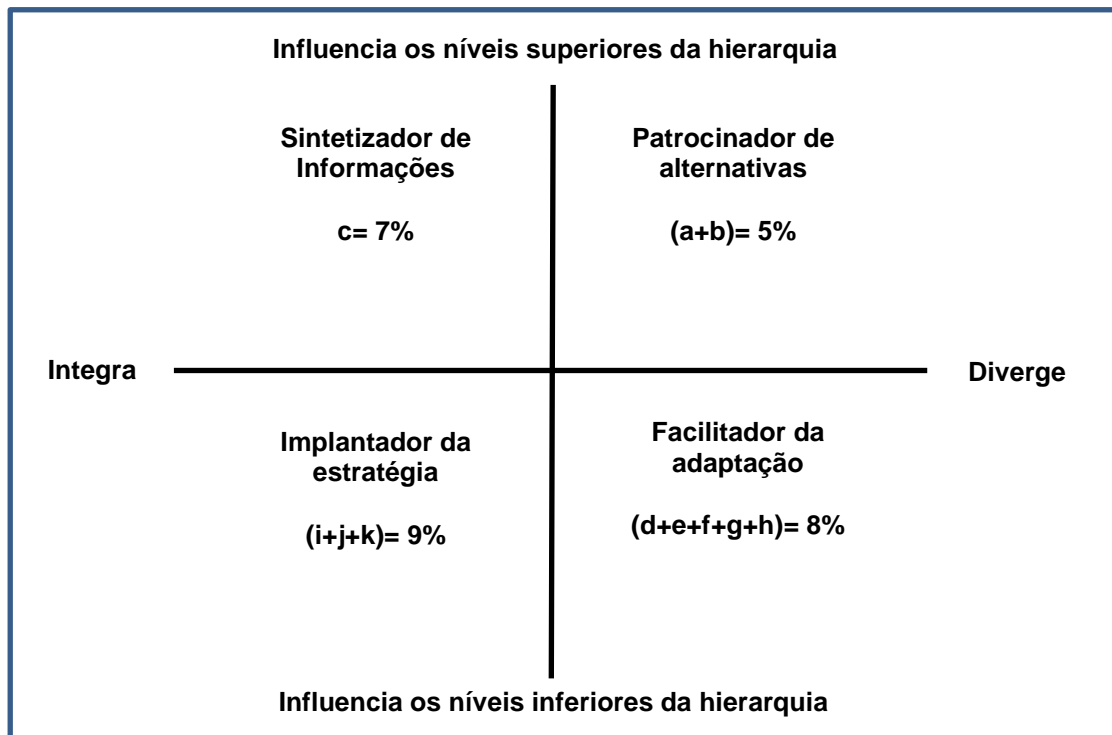 Influencia os níveis superiores da hierarquia
Sintetizador de
Informações
c= 7%
Patrocinador de
alternativas
(a+b)= 5%
Integra
Diverge
Implantador da
estratégia
(i+j+k)= 9%
Facilitador da
adaptação
(d+e+f+g+h)= 8%
Influencia os níveis inferiores da hierarquia